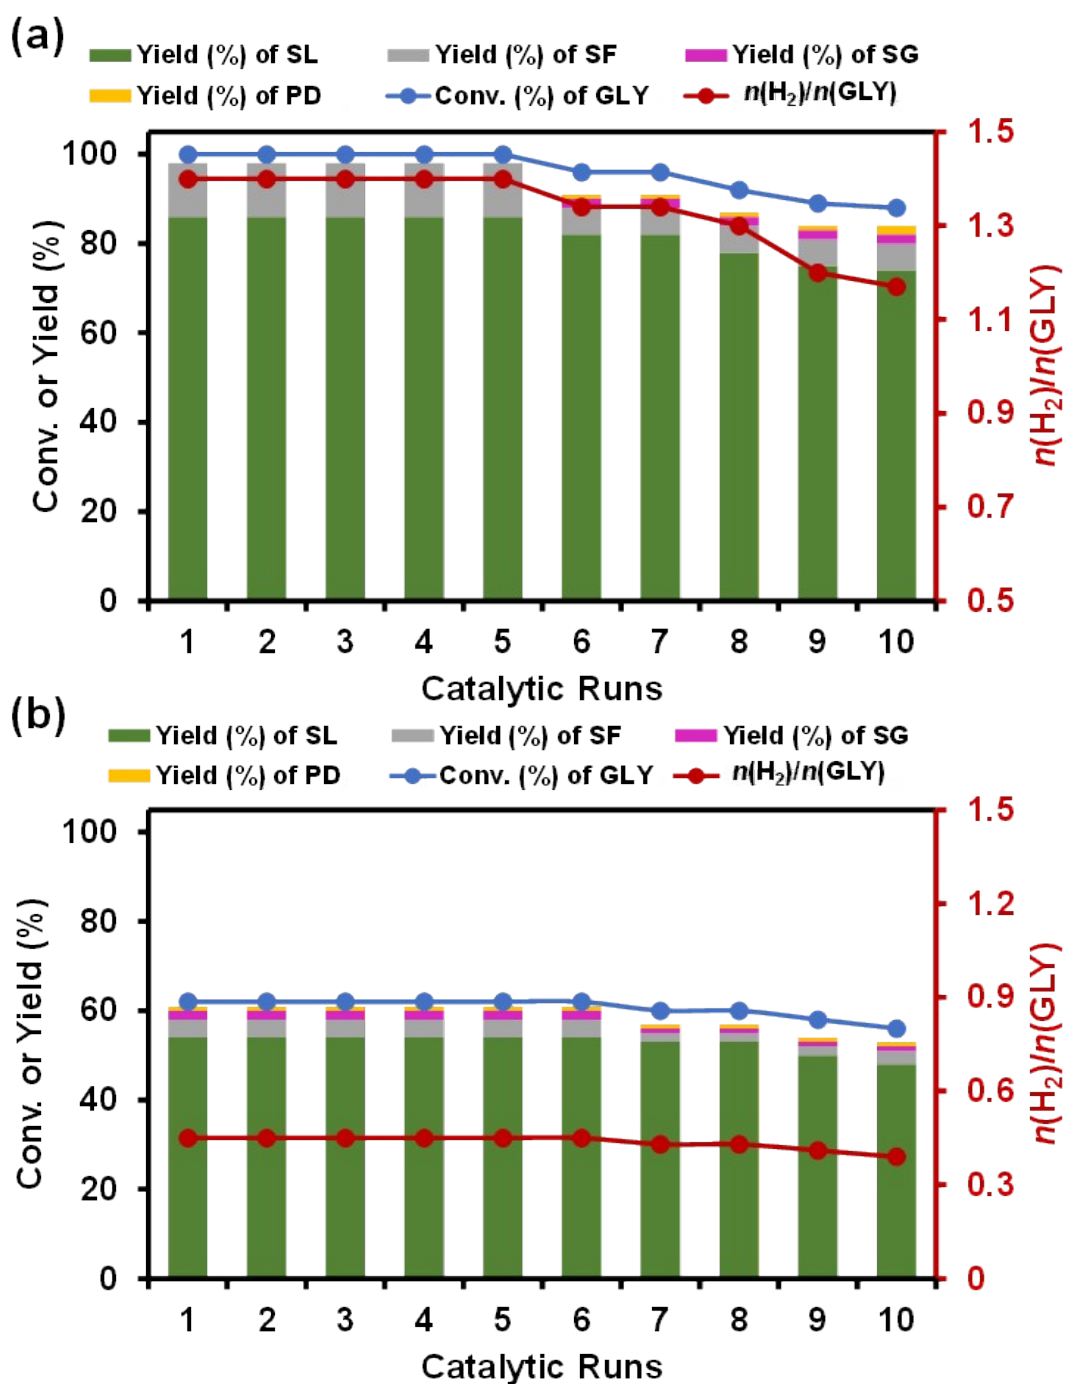 (a)
Yield (%) of SL Yield (%) of SF Yield (%) of SG
Yield (%) of PD Conv. (%) of GLY n(H₂)/n(GLY)
Conv. or Yield (%)
100
80
60
40
20
0
1.5
1.3
1.1
0.9
0.7
0.5
n(H₂)/n(GLY)
1 2 3 4 5 6 7 8 9 10
Catalytic Runs
(b)
Yield (%) of SL Yield (%) of SF Yield (%) of SG
Yield (%) of PD Conv. (%) of GLY n(H₂)/n(GLY)
Conv. or Yield (%)
100
80
60
40
20
0
1.5
1.2
0.9
0.6
0.3
0
n(H₂)/n(GLY)
1 2 3 4 5 6 7 8 9 10
Catalytic Runs